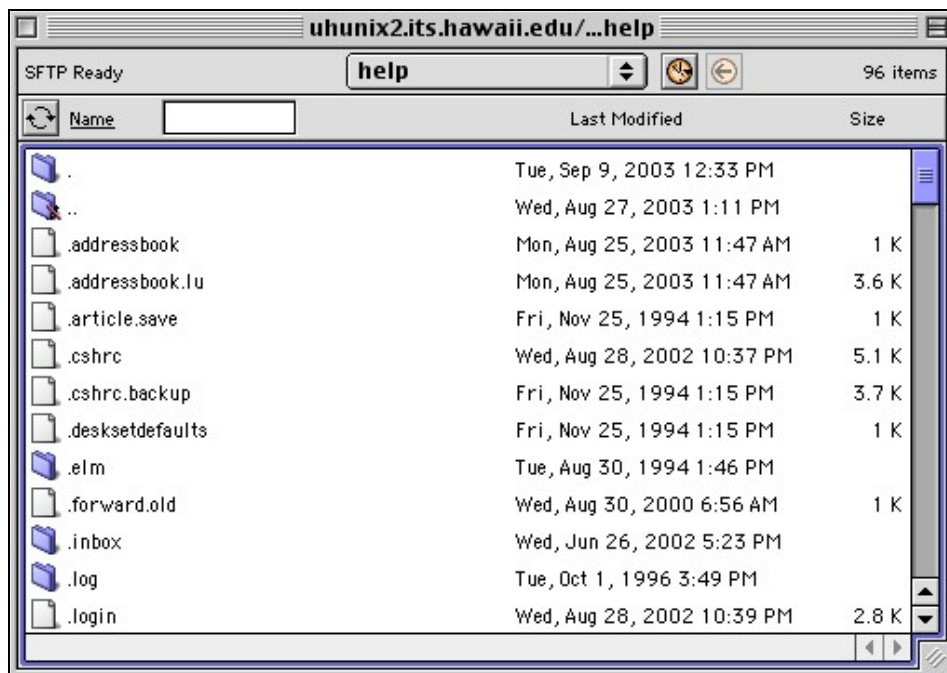 uhunix2.its.hawaii.edu/...help
SFTP Ready help 96 items
Name Last Modified Size
. Tue, Sep 9, 2003 12:33 PM
.. Wed, Aug 27, 2003 1:11 PM
.addressbook Mon, Aug 25, 2003 11:47 AM 1 K
.addressbook.lu Mon, Aug 25, 2003 11:47 AM 3.6 K
.article.save Fri, Nov 25, 1994 1:15 PM 1 K
.cshrc Wed, Aug 28, 2002 10:37 PM 5.1 K
.cshrc.backup Fri, Nov 25, 1994 1:15 PM 3.7 K
.desksetdefaults Fri, Nov 25, 1994 1:15 PM 1 K
.elm Tue, Aug 30, 1994 1:46 PM
.forward.old Wed, Aug 30, 2000 6:56 AM 1 K
.inbox Wed, Jun 26, 2002 5:23 PM
.log Tue, Oct 1, 1996 3:49 PM
.login Wed, Aug 28, 2002 10:39 PM 2.8 K